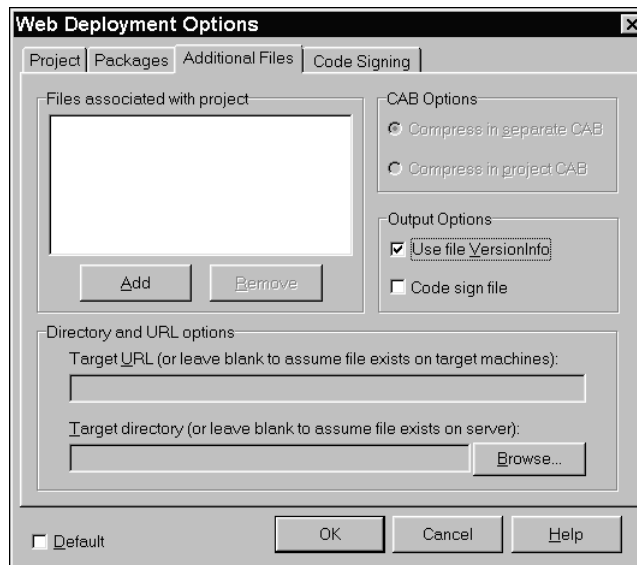 Web Deployment Options
Project Packages Additional Files Code Signing
Files associated with project
Add Remove
CAB Options
Compress in separate CAB
Compress in project CAB
Output Options
Use file VersionInfo
Code sign file
Directory and URL options
Target URL (or leave blank to assume file exists on target machines):
Target directory (or leave blank to assume file exists on server):
Browse...
Default OK Cancel Help